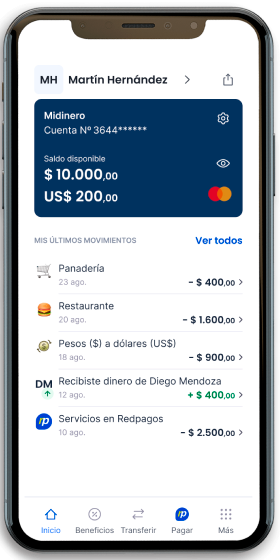 MH Martín Hernández
Midinero
Cuenta Nº 3644******
Saldo disponible
$ 10.000,00
US$ 200,00
MIS ÚLTIMOS MOVIMIENTOS Ver todos
Panadería
23 ago. - $ 400,00
Restaurante
20 ago. - $ 1.600,00
Pesos ($) a dólares (US$)
18 ago. - $ 900,00
DM Recibiste dinero de Diego Mendoza
12 ago. + $ 400,00
Servicios en Redpagos
10 ago. - $ 2.500,00
Inicio Beneficios Transferir Pagar Más